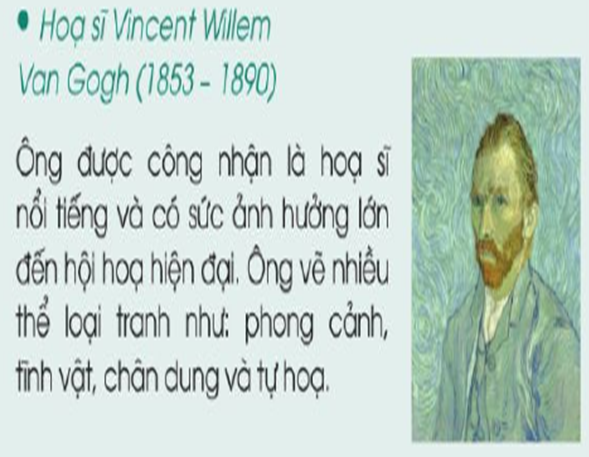 • Hoạ sĩ Vincent Willem
Van Gogh (1853 – 1890)
Ông được công nhận là hoạ sĩ
nổi tiếng và có sức ảnh hưởng lớn
đến hội hoạ hiện đại. Ông vẽ nhiều
thể loại tranh như: phong cảnh,
tĩnh vật, chân dung và tự hoạ.